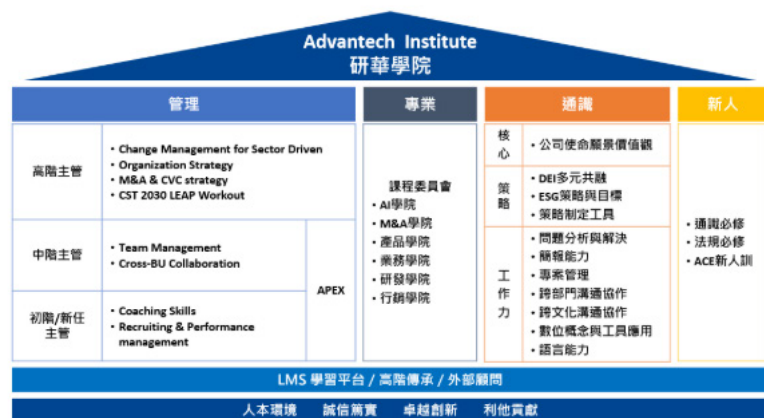 Advantech Institute
研華學院
管理
專業
通識
新人
高階主管
• Change Management for Sector Driven
• Organization Strategy
• M&A & CVC strategy
• CST 2030 LEAP Workout
中階主管
• Team Management
• Cross-BU Collaboration
初階/新任
主管
• Coaching Skills
• Recruiting & Performance
management
APEX
課程委員會
• AI學院
• M&A學院
• 產品學院
• 業務學院
• 研發學院
• 行銷學院
核心
• 公司使命願景價值觀
策略
• DEI多元共融
• ESG策略與目標
• 策略制定工具
工作力
• 問題分析與解決
• 簡報能力
• 專案管理
• 跨部門溝通協作
• 跨文化溝通協作
• 數位概念與工具應用
• 語言能力
• 通識必修
• 法規必修
• ACE新人訓
LMS 學習平台 / 高階傳承 / 外部顧問
人本環境 誠信篤實 卓越創新 利他貢獻